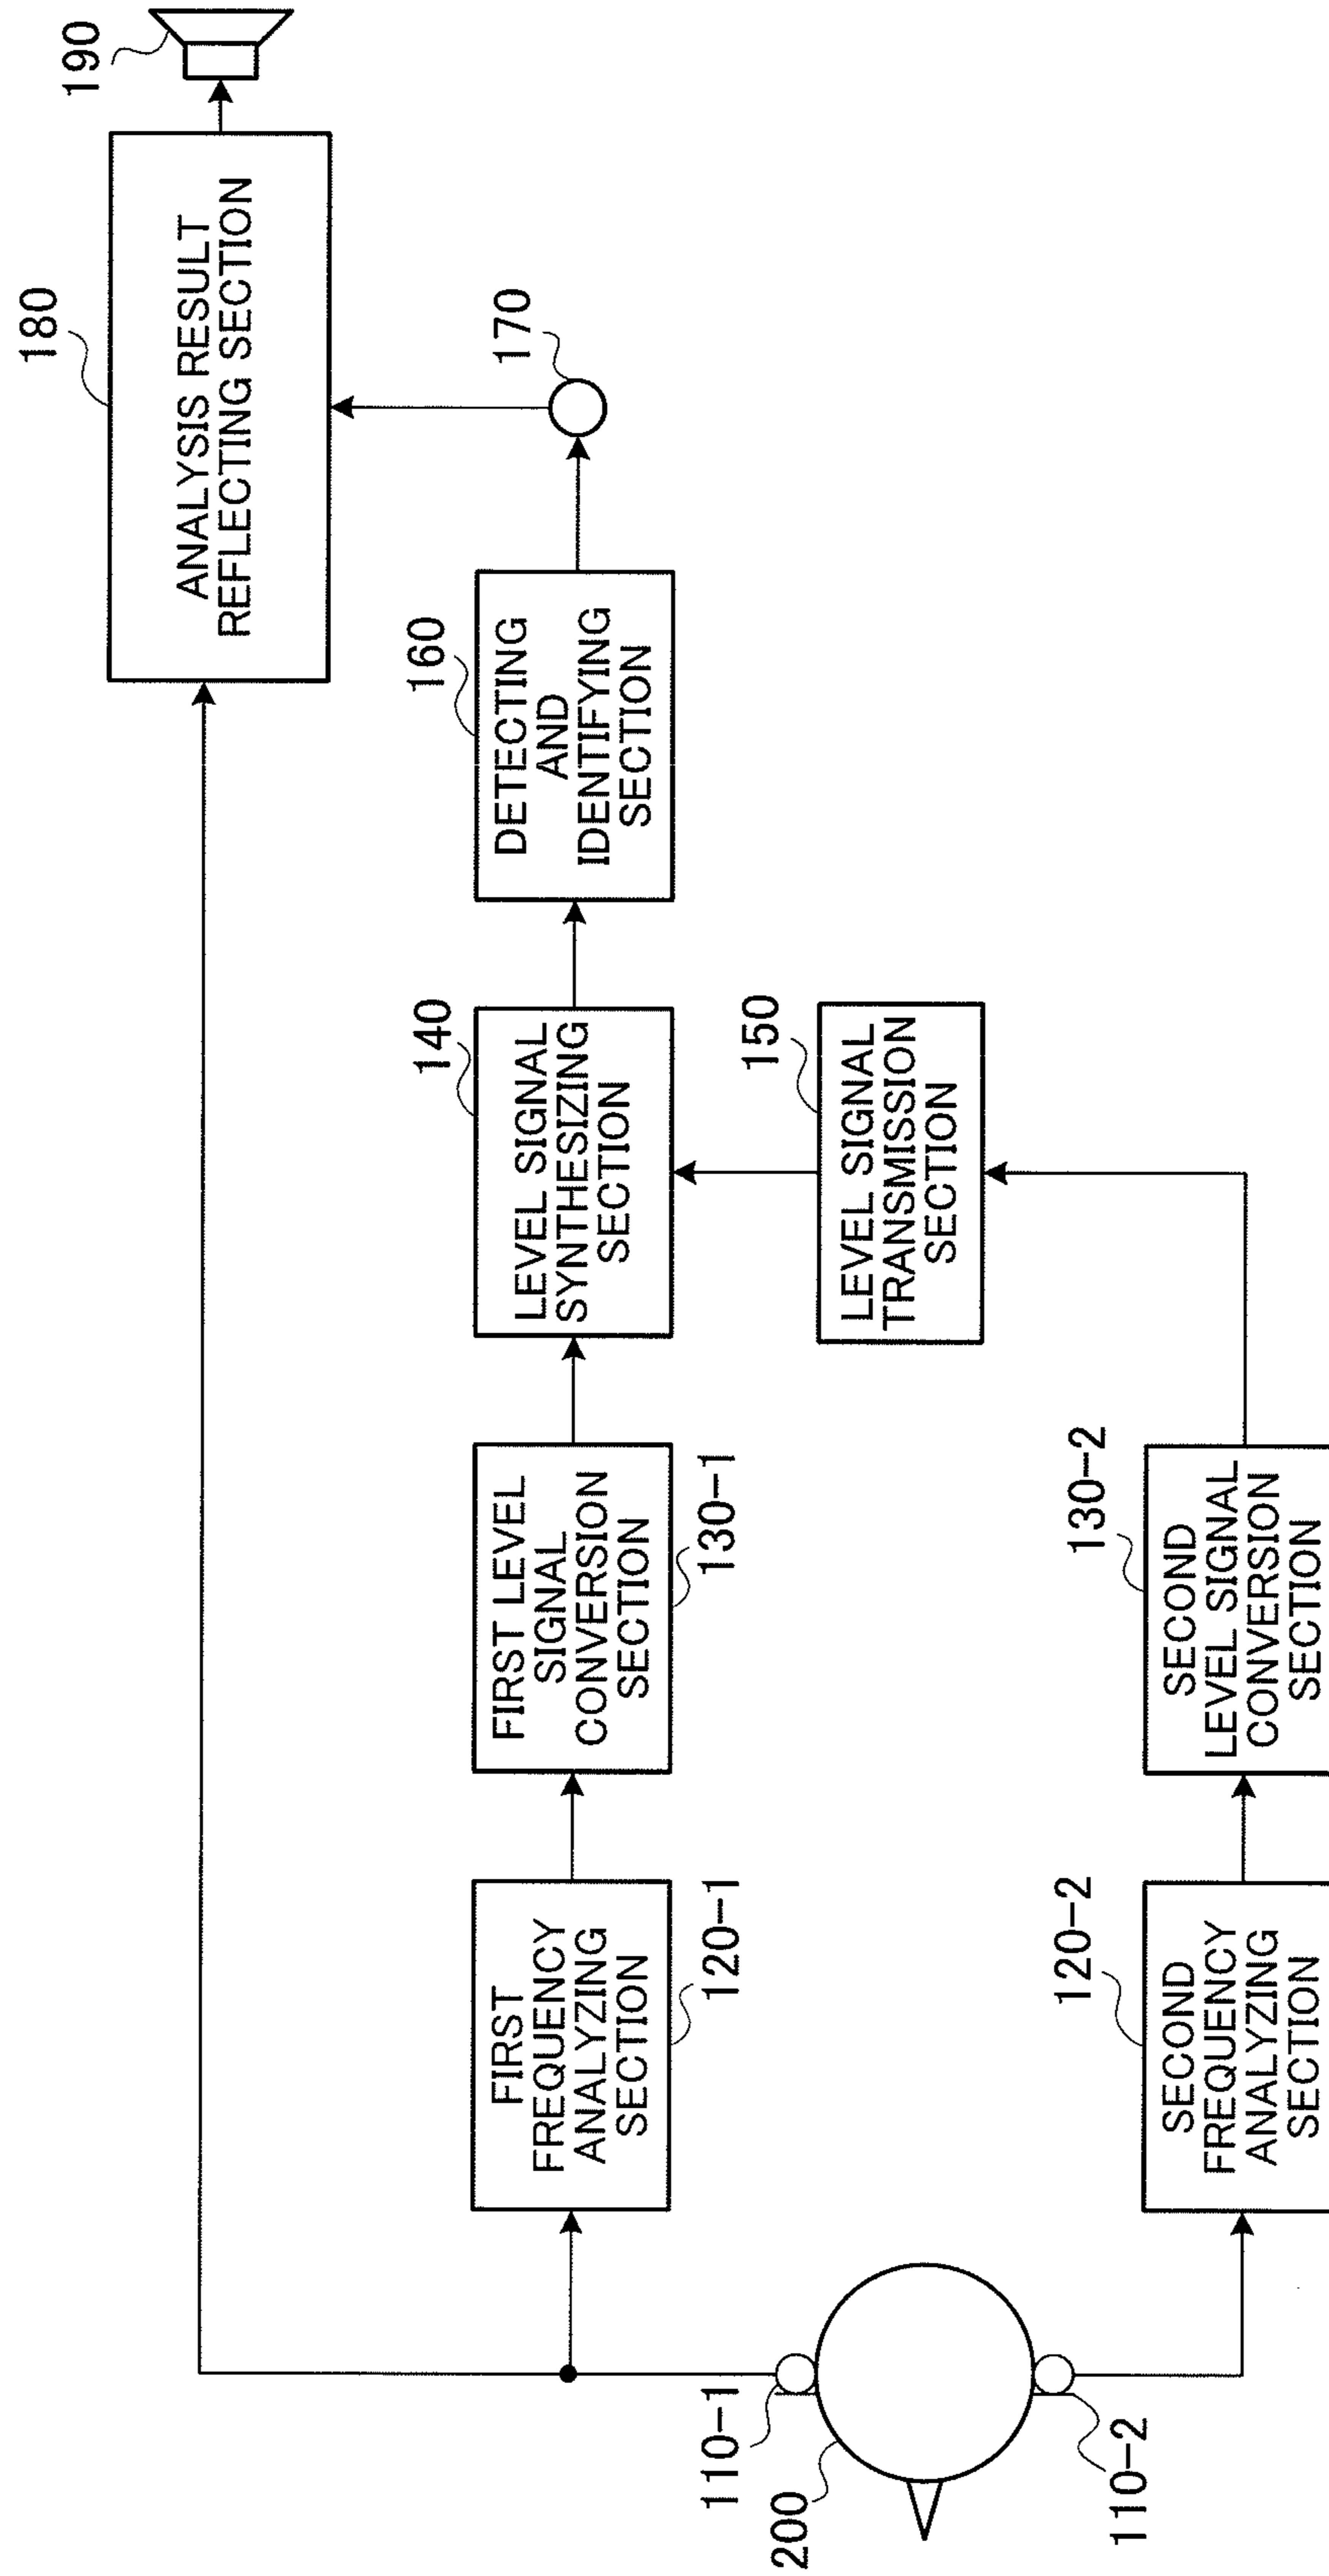 190
180
ANALYSIS RESULT
REFLECTING SECTION
170
160
DETECTING
AND
IDENTIFYING
SECTION
140
LEVEL SIGNAL
SYNTHESIZING
SECTION
150
LEVEL SIGNAL
TRANSMISSION
SECTION
FIRST LEVEL
SIGNAL
CONVERSION
SECTION
130-1
130-2
SECOND
LEVEL SIGNAL
CONVERSION
SECTION
FIRST
FREQUENCY
ANALYZING
SECTION
120-1
120-2
SECOND
FREQUENCY
ANALYZING
SECTION
110-1
200
110-2